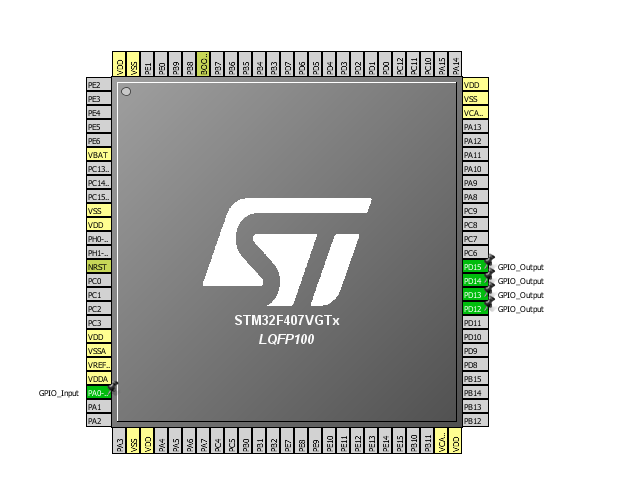 VDD
VSS
PE1
PE0
PB9
PB8
BOO..
PB7
PB6
PB5
PB4
PB3
PD7
PD6
PD5
PD4
PD3
PD2
PD1
PD0
PC12
PC11
PC10
PA15
PA14
PE2
PE3
PE4
PE5
PE6
VBAT
PC13..
PC14..
PC15..
VSS
VDD
PH0-..
PH1-..
NRST
PC0
PC1
PC2
PC3
VDD
VSSA
VREF..
VDDA
GPIO_Input PA0-..
PA1
PA2
ST
STM32F407VGTx
LQFP100
VDD
VSS
VCA..
PA13
PA12
PA11
PA10
PA9
PA8
PC9
PC8
PC7
PC6
PD15 GPIO_Output
PD14 GPIO_Output
PD13 GPIO_Output
PD12 GPIO_Output
PD11
PD10
PD9
PD8
PB15
PB14
PB13
PB12
PA3
VSS
VDD
PA4
PA5
PA6
PA7
PC4
PC5
PB0
PB1
PB2
PE7
PE8
PE9
PE10
PE11
PE12
PE13
PE14
PE15
PB10
PB11
VCA..
VDD